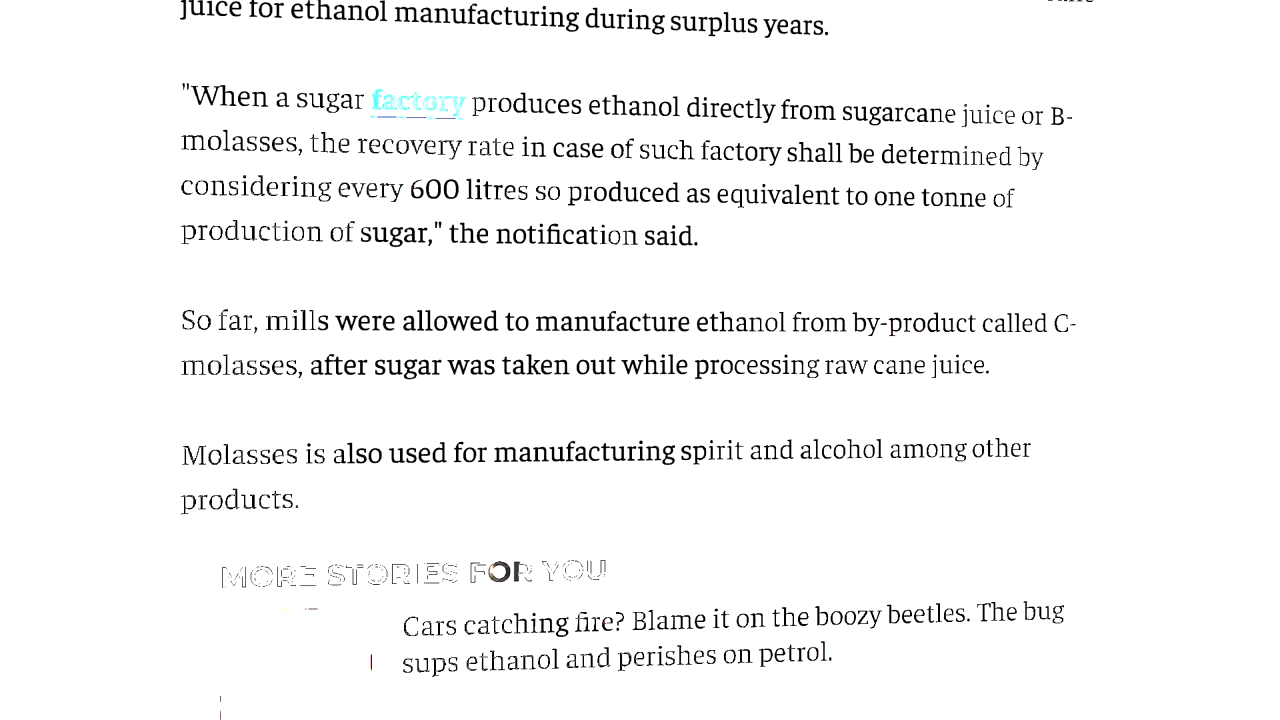 juice for ethanol manufacturing during surplus years.
"When a sugar factory produces ethanol directly from sugarcane juice or B-
molasses, the recovery rate in case of such factory shall be determined by
considering every 600 litres so produced as equivalent to one tonne of
production of sugar," the notification said.
So far, mills were allowed to manufacture ethanol from by-product called C-
molasses, after sugar was taken out while processing raw cane juice.
Molasses is also used for manufacturing spirit and alcohol among other
products.
MORE STORIES FOR YOU
Cars catching fire? Blame it on the boozy beetles. The bug
sups ethanol and perishes on petrol.